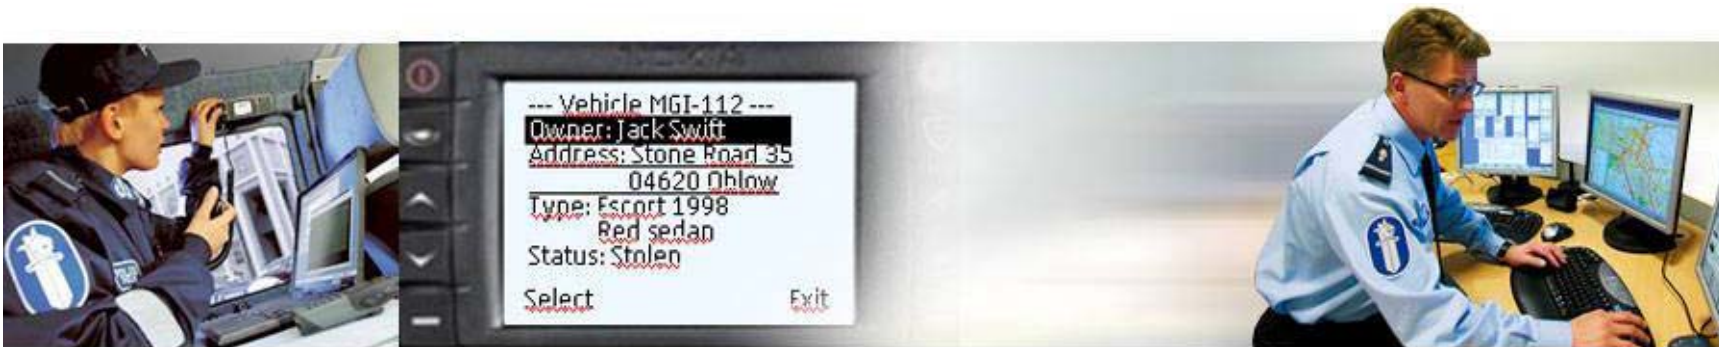 --- Vehicle MGI-112 ---
Owner: Jack Swift
Address: Stone Road 35
04620 Ohlow
Type: Escort 1998
Red sedan
Status: Stolen
Select Exit